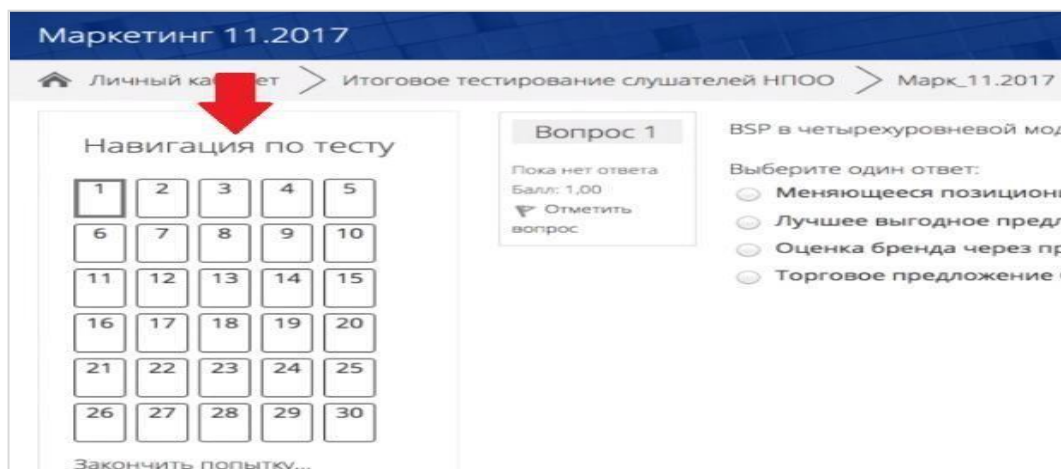 Маркетинг 11.2017
Личный ет Итоговое тестирование слушателей НПОО Марк_11.2017
Навигация по тесту
1 2 3 4 5
6 7 8 9 10
11 12 13 14 15
16 17 18 19 20
21 22 23 24 25
26 27 28 29 30
Закончить попытку...
Вопрос 1
Пока нет ответа
Балл: 1,00
Отметить
вопрос
BSP в четырехуровневой мод
Выберите один ответ:
Меняющееся позицион
Лучшее выгодное пред
Оценка бренда через пр
Торговое предложение